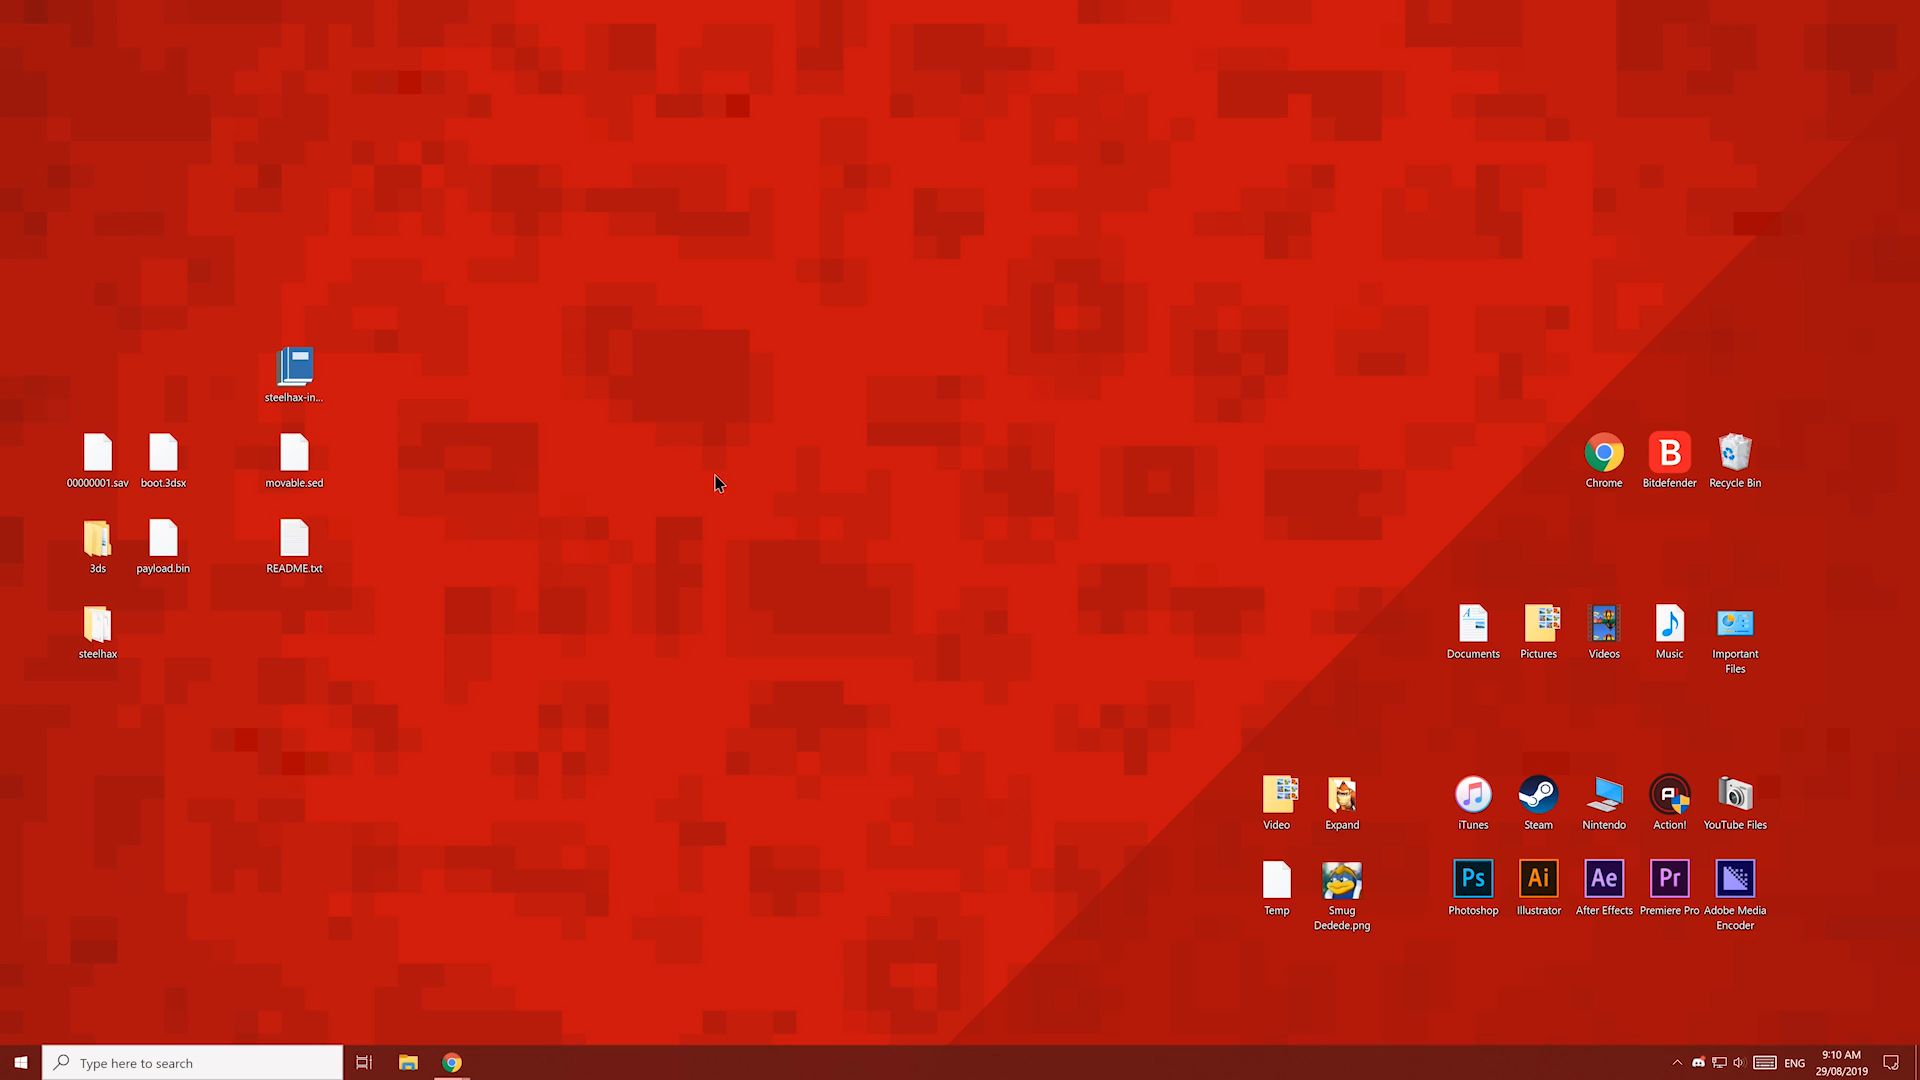 steelhax-in...
00000001.sav
boot.3dsx
movable.sed
Chrome
Bitdefender
Recycle Bin
3ds
payload.bin
README.txt
steelhax
Documents
Pictures
Videos
Music
Important
Files
Video
Expand
iTunes
Steam
Nintendo
Action!
YouTube Files
Ps
Ai
Ae
Pr
Temp
Smug
Dedede.png
Photoshop
Illustrator
After Effects
Premiere Pro
Adobe Media
Encoder
Type here to search
ENG
9:10 AM
29/08/2019